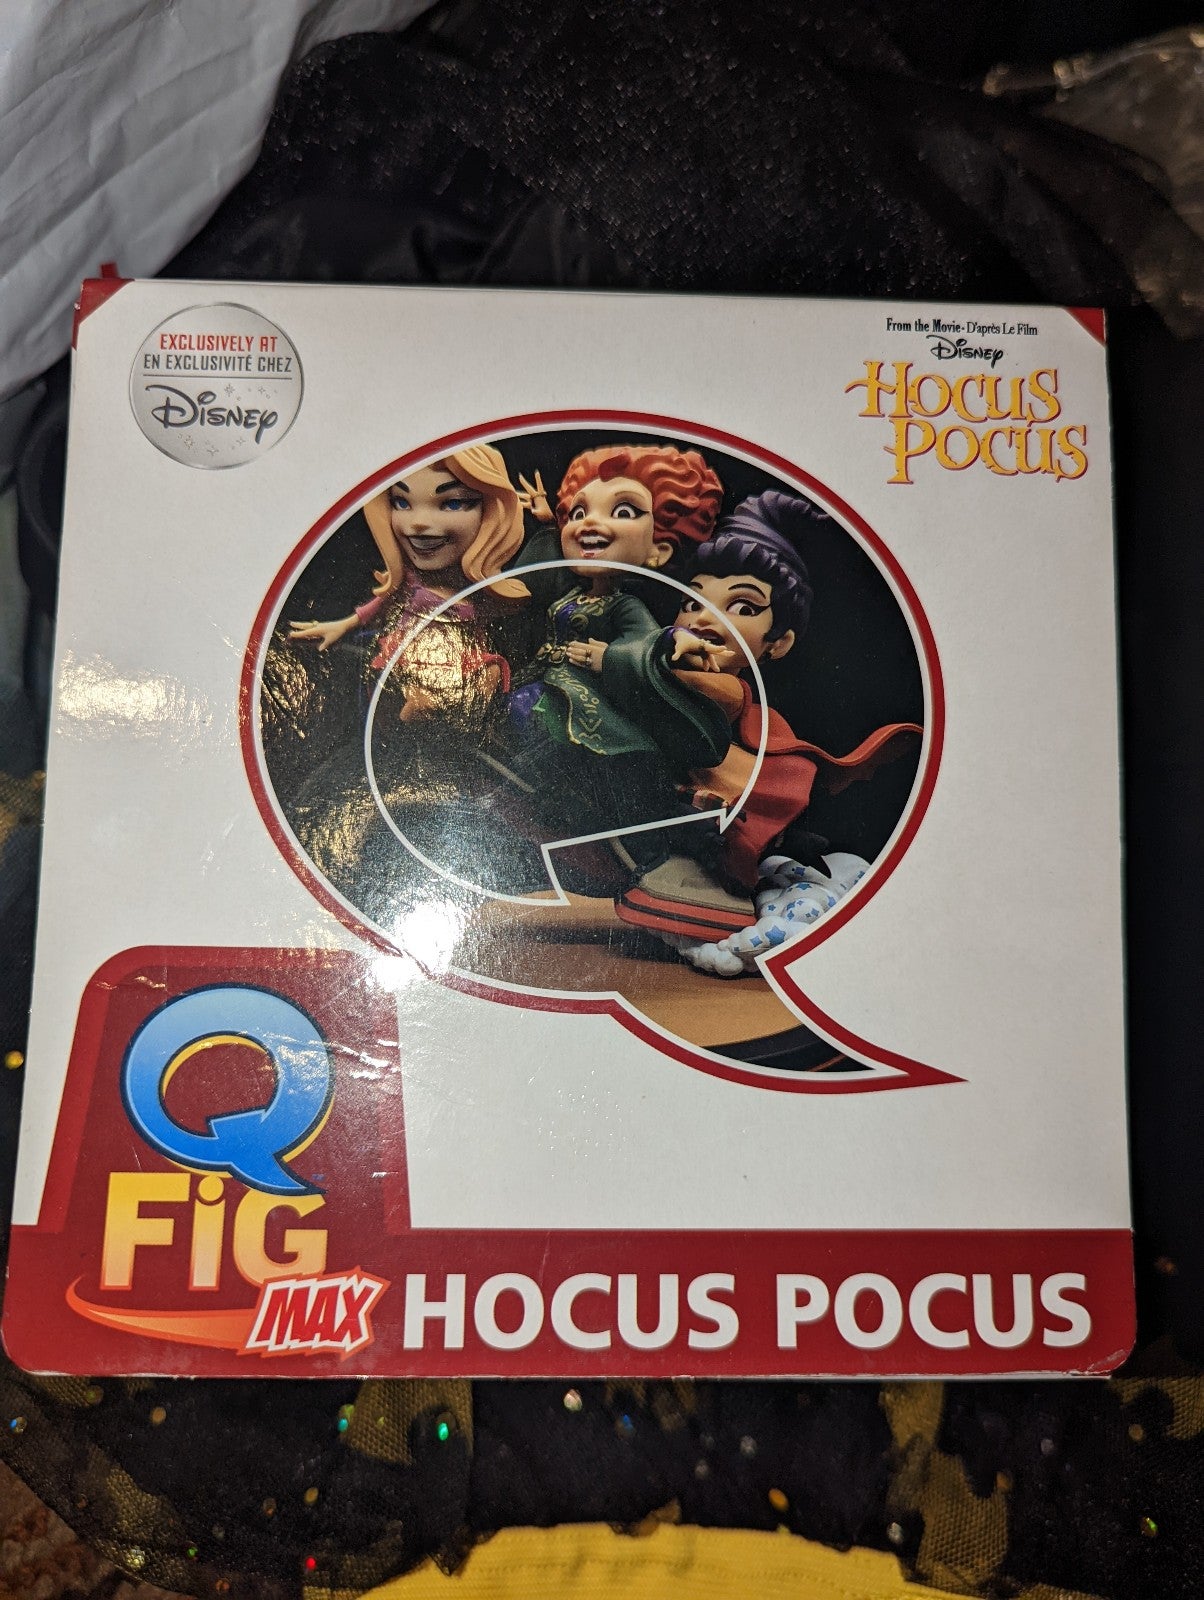 EXCLUSIVELY AT
EN EXCLUSIVITÉ CHEZ
Disney
From the Movie · D'après Le Film
Disney
HOCUS
POCUS
Q
FiG
MAX
HOCUS POCUS